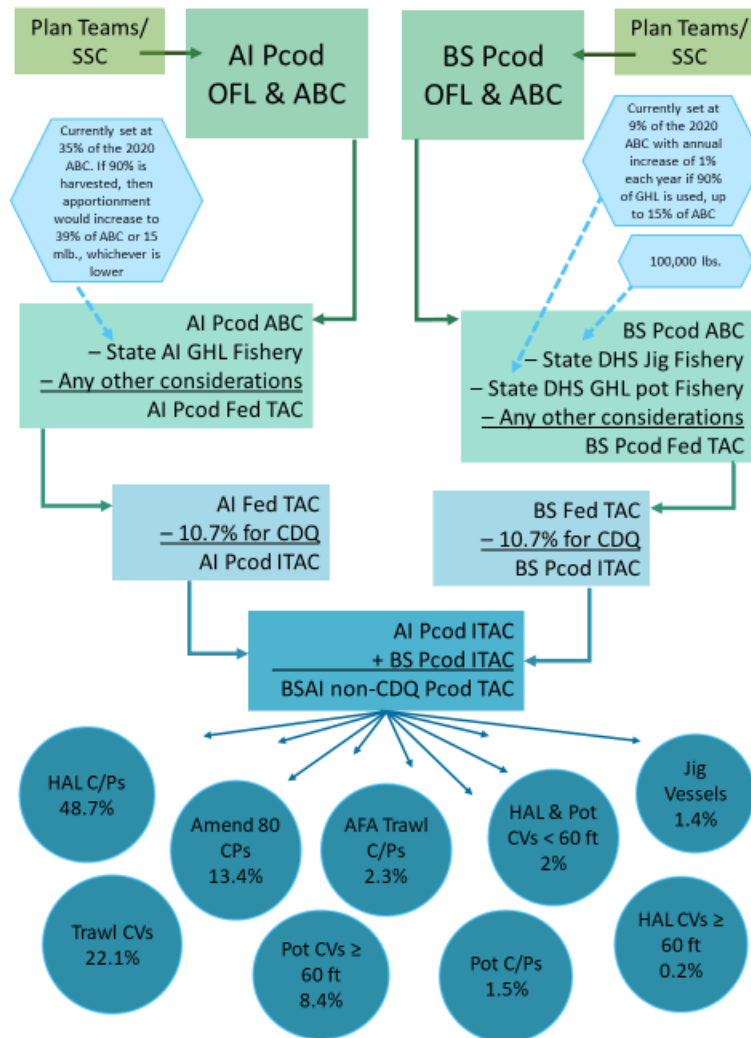 Plan Teams/
SSC
AI Pcod
OFL & ABC
BS Pcod
OFL & ABC
Plan Teams/
SSC
Currently set at
35% of the 2020
ABC. If 90% is
harvested, then
apportionment
would increase to
39% of ABC or 15
mlb., whichever is
lower
Currently set at
9% of the 2020
ABC with annual
increase of 1%
each year if 90%
of GHL is used, up
to 15% of ABC
100,000 lbs.
AI Pcod ABC
– State AI GHL Fishery
– Any other considerations
AI Pcod Fed TAC
BS Pcod ABC
– State DHS Jig Fishery
– State DHS GHL pot Fishery
– Any other considerations
BS Pcod Fed TAC
AI Fed TAC
– 10.7% for CDQ
AI Pcod ITAC
BS Fed TAC
– 10.7% for CDQ
BS Pcod ITAC
AI Pcod ITAC
+ BS Pcod ITAC
BSAI non-CDQ Pcod TAC
HAL C/Ps
48.7%
Amend 80
CPs
13.4%
AFA Trawl
C/Ps
2.3%
HAL & Pot
CVs < 60 ft
2%
Jig
Vessels
1.4%
Trawl CVs
22.1%
Pot CVs ≥
60 ft
8.4%
Pot C/Ps
1.5%
HAL CVs ≥
60 ft
0.2%